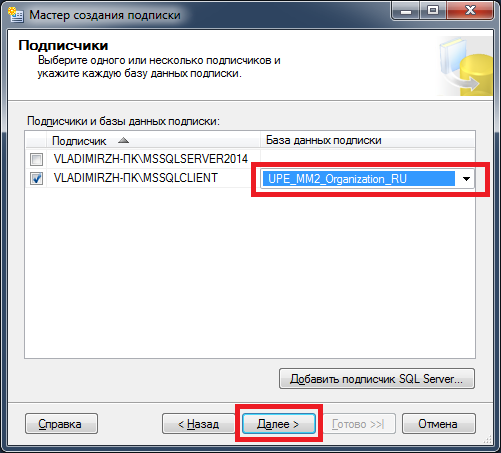 Мастер создания подписки
Подписчики
Выберите одного или несколько подписчиков и
укажите каждую базу данных подписки.
Подписчики и базы данных подписки:
Подписчик База данных подписки
VLADIMIRZH-ПК\MSSQLSERVER2014
VLADIMIRZH-ПК\MSSQLCLIENT UPE_MM2_Organization_RU
Добавить подписчик SQL Server...
Справка < Назад Далее > Готово >>| Отмена